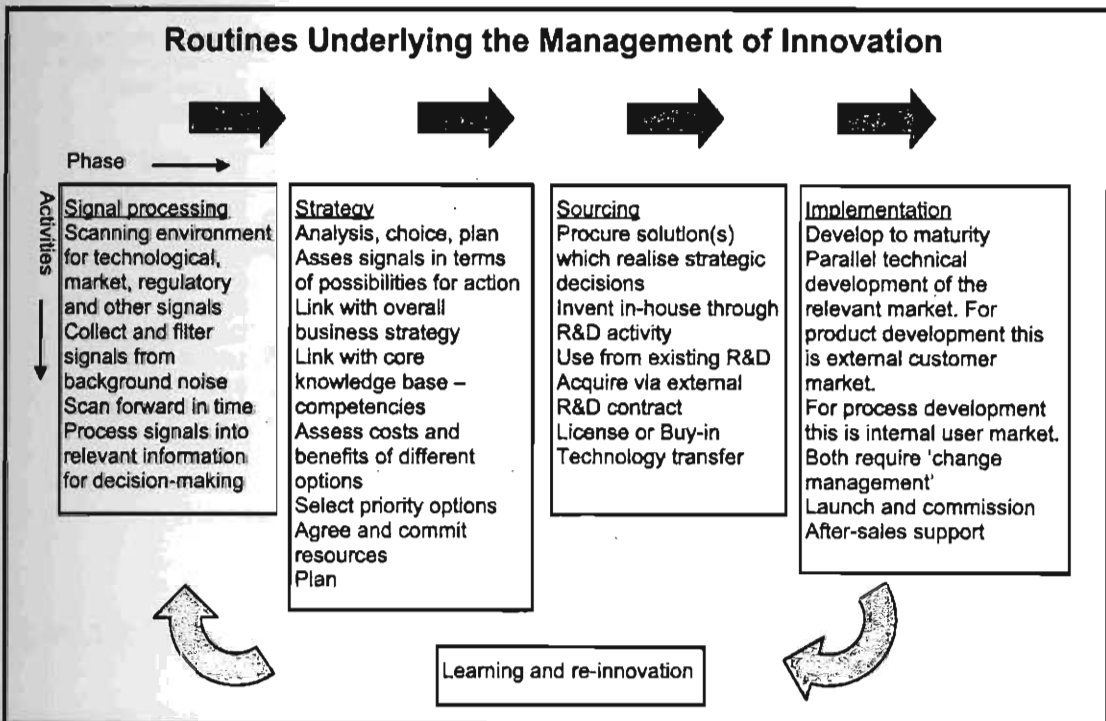 Routines Underlying the Management of Innovation
Phase
Activities
Signal processing
Scanning environment
for technological,
market, regulatory
and other signals
Collect and filter
signals from
background noise
Scan forward in time
Process signals into
relevant information
for decision-making
Strategy
Analysis, choice, plan
Asses signals in terms
of possibilities for action
Link with overall
business strategy
Link with core
knowledge base –
competencies
Assess costs and
benefits of different
options
Select priority options
Agree and commit
resources
Plan
Sourcing
Procure solution(s)
which realise strategic
decisions
Invent in-house through
R&D activity
Use from existing R&D
Acquire via external
R&D contract
License or Buy-in
Technology transfer
Implementation
Develop to maturity
Parallel technical
development of the
relevant market. For
product development this
is external customer
market.
For process development
this is internal user market.
Both require 'change
management'
Launch and commission
After-sales support
Learning and re-innovation